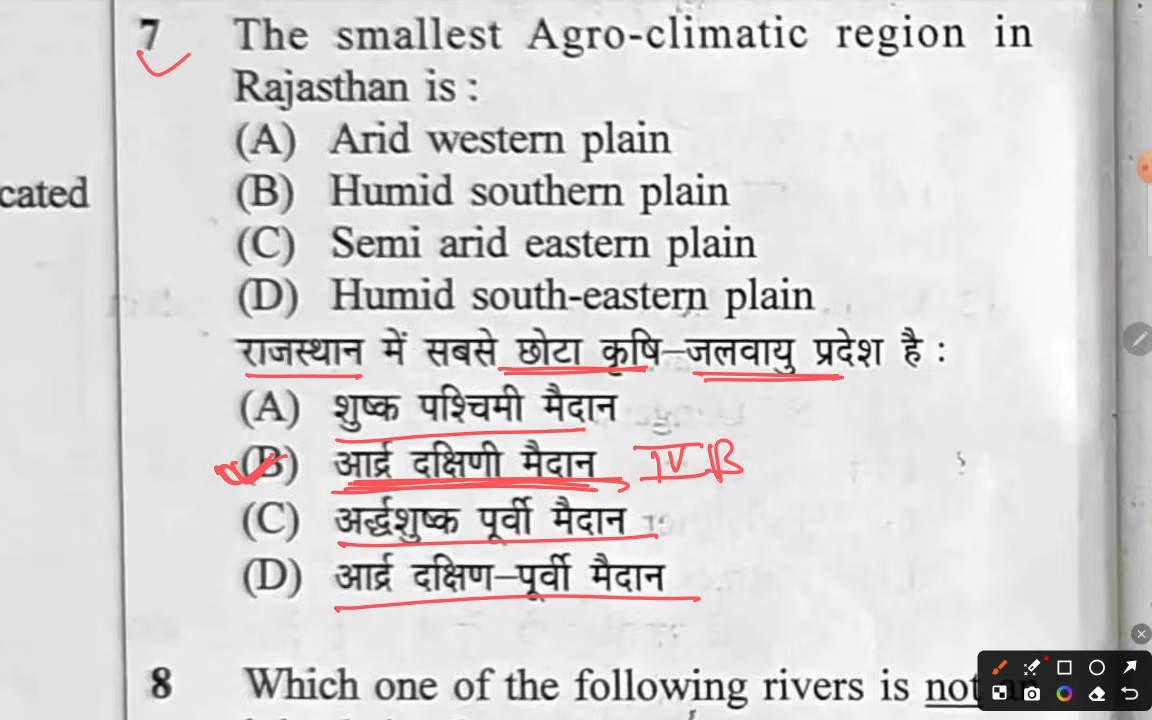 7 The smallest Agro-climatic region in
Rajasthan is :
(A) Arid western plain
cated
(B) Humid southern plain
(C) Semi arid eastern plain
(D) Humid south-eastern plain
राजस्थान में सबसे छोटा कृषि–जलवायु प्रदेश है :
(A) शुष्क पश्चिमी मैदान
(B) आर्द्र दक्षिणी मैदान IV B
(C) अर्द्धशुष्क पूर्वी मैदान
(D) आर्द्र दक्षिण–पूर्वी मैदान
8 Which one of the following rivers is not an